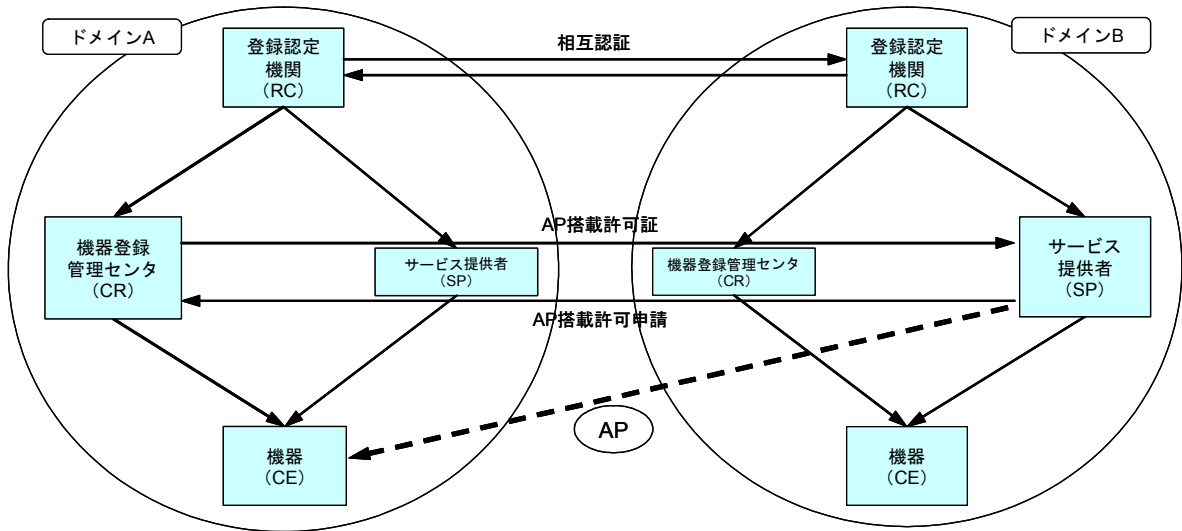 ドメインA
ドメインB
登録認定
機関
（RC）
相互認証
登録認定
機関
（RC）
機器登録
管理センタ
（CR）
AP搭載許可証
サービス提供者
（SP）
機器登録管理センタ
（CR）
サービス
提供者
（SP）
AP搭載許可申請
AP
機器
（CE）
機器
（CE）